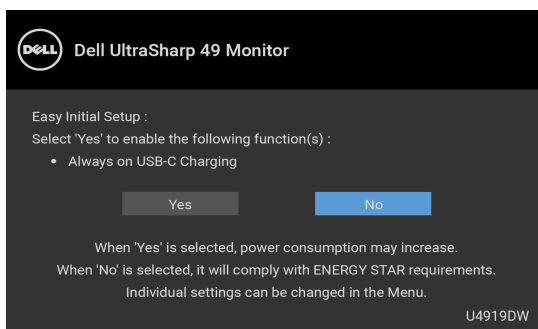 DELL Dell UltraSharp 49 Monitor
Easy Initial Setup :
Select 'Yes' to enable the following function(s) :
• Always on USB-C Charging
Yes No
When 'Yes' is selected, power consumption may increase.
When 'No' is selected, it will comply with ENERGY STAR requirements.
Individual settings can be changed in the Menu.
U4919DW